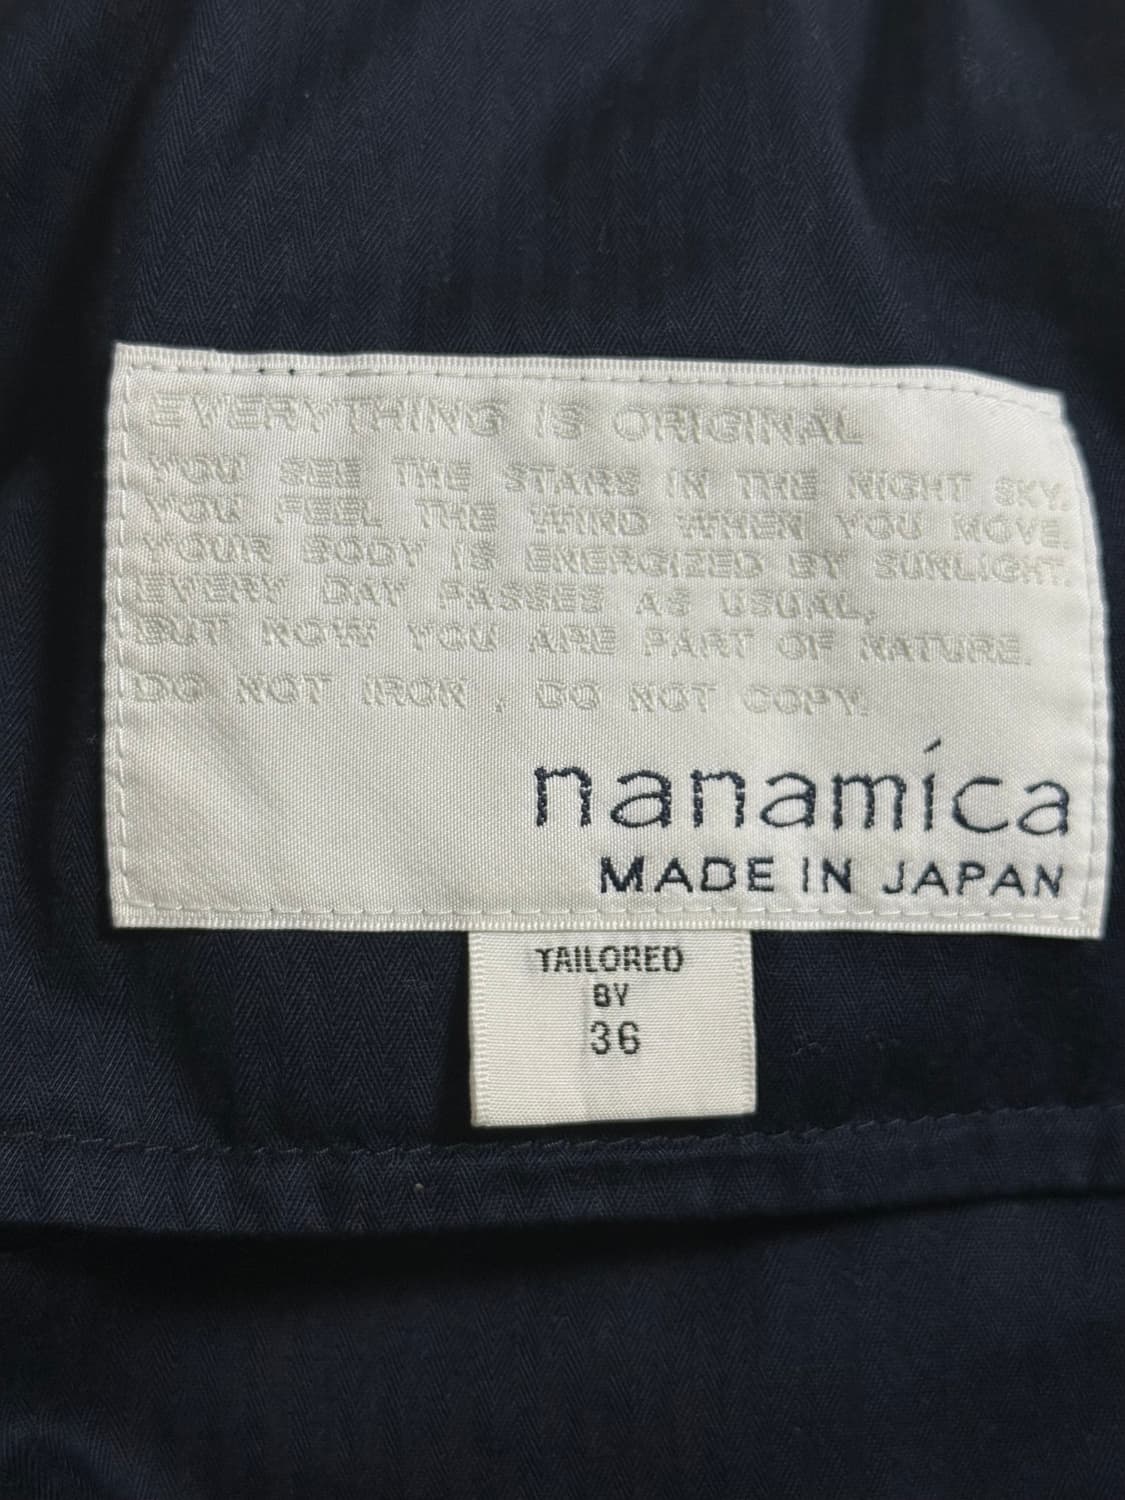 EVERYTHING IS ORIGINAL
YOU SEE THE STARS IN THE NIGHT SKY.
YOU FEEL THE WIND WHEN YOU MOVE.
YOUR BODY IS ENERGIZED BY SUNLIGHT.
EVERY DAY PASSES AS USUAL,
BUT NOW YOU ARE PART OF NATURE.
DO NOT IRON , DO NOT COPY.
nanamíca
MADE IN JAPAN
TAILORED
BY
36